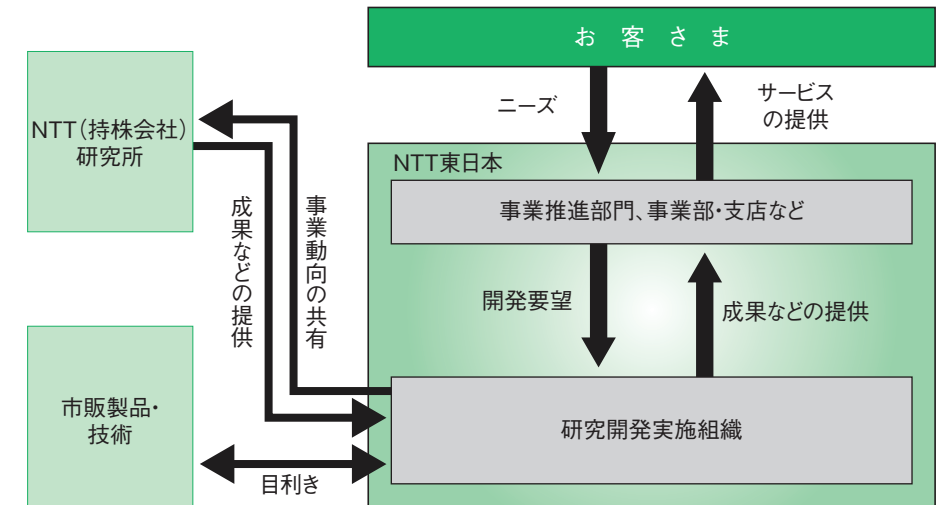 お客さま
ニーズ
サービス
の提供
NTT（持株会社）
研究所
NTT東日本
事業推進部門、事業部・支店など
成果などの提供
事業動向の共有
開発要望
成果などの提供
市販製品・
技術
研究開発実施組織
目利き